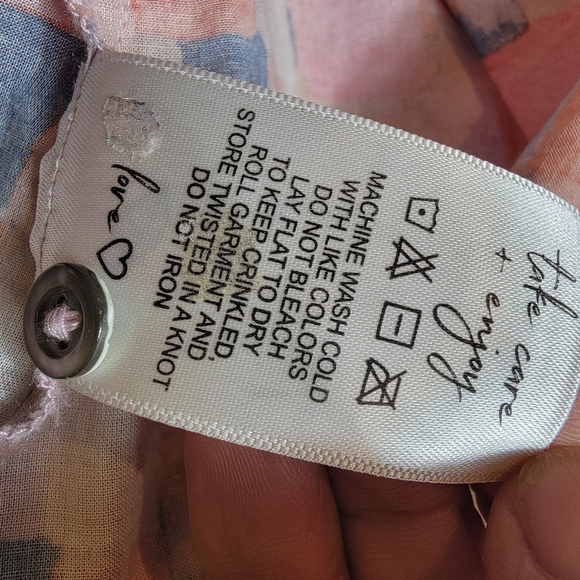 take care
+ enjoy
MACHINE WASH COLD
WITH LIKE COLORS
DO NOT BLEACH
LAY FLAT TO DRY
TO KEEP CRINKLED
ROLL GARMENT AND
STORE TWISTED IN A KNOT
DO NOT IRON
love